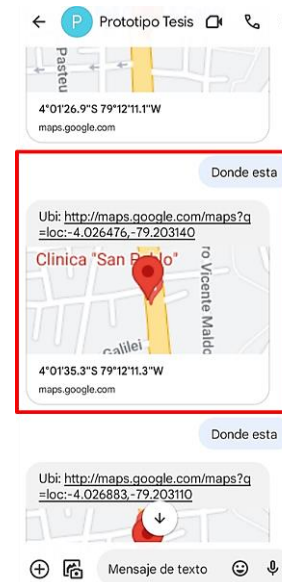 Prototipo Tesis
P
Pasteu
4°01'26.9"S 79°12'11.1"W
maps.google.com
Donde esta
Ubi: http://maps.google.com/maps?q
=loc:-4.026476,-79.203140
Clinica "San P
lo"
ro Vicente Maldo
Galilei
4°01'35.3"S 79°12'11.3"W
maps.google.com
Donde esta
Ubi: http://maps.google.com/maps?q
=loc:-4.026883,-79.203110
Mensaje de texto